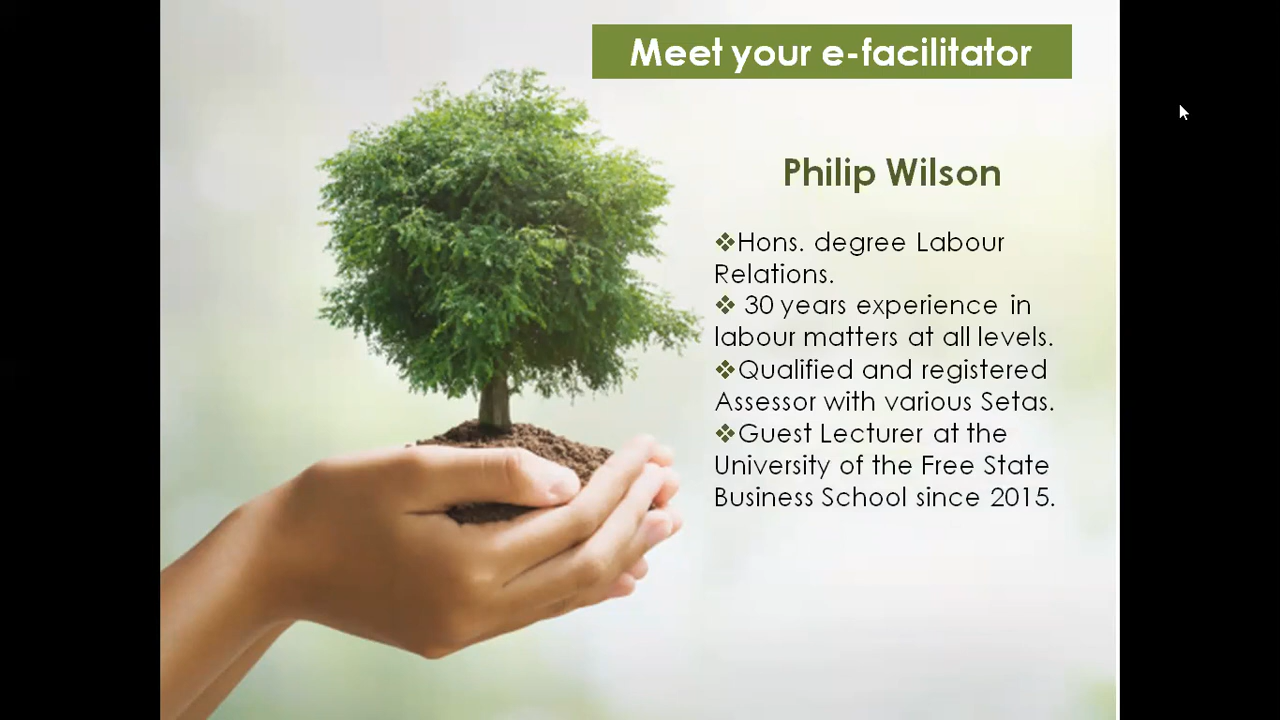 Meet your e-facilitator
Philip Wilson
❖Hons. degree Labour
Relations.
❖ 30 years experience in
labour matters at all levels.
❖Qualified and registered
Assessor with various Setas.
❖Guest Lecturer at the
University of the Free State
Business School since 2015.